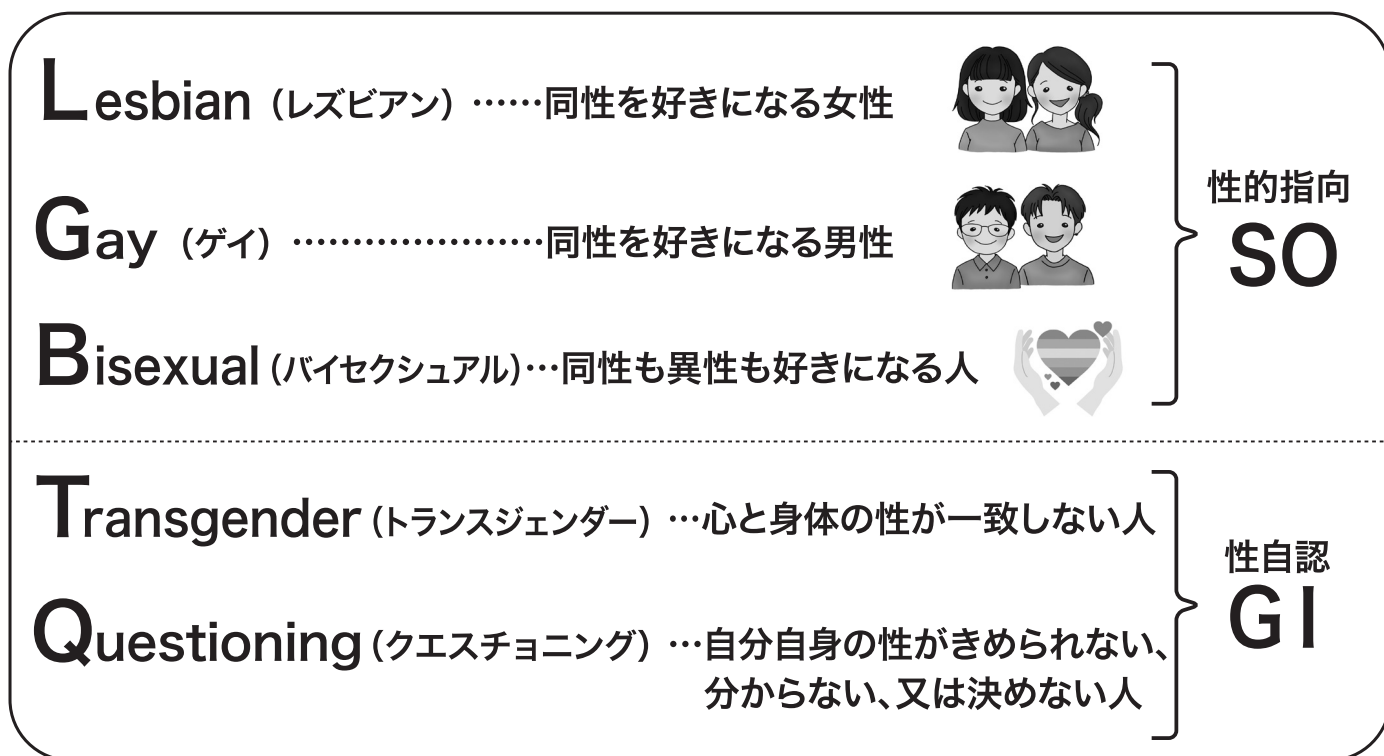 Lesbian（レズビアン）……同性を好きになる女性
Gay（ゲイ）…………………同性を好きになる男性
Bisexual（バイセクシュアル）…同性も異性も好きになる人
性的指向
SO
Transgender（トランスジェンダー）…心と身体の性が一致しない人
Questioning（クエスチョニング）…自分自身の性がきめられない、
分からない、又は決めない人
性自認
GI